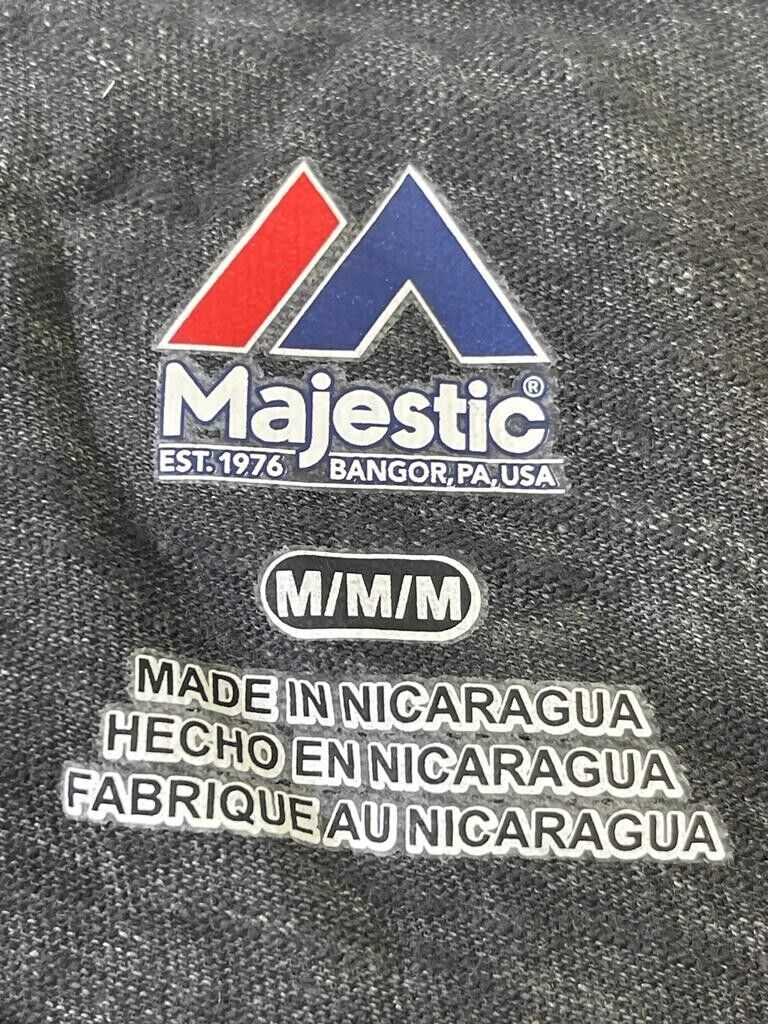 Majestic®
EST. 1976 BANGOR, PA, USA
M/M/M
MADE IN NICARAGUA
HECHO EN NICARAGUA
FABRIQUE AU NICARAGUA